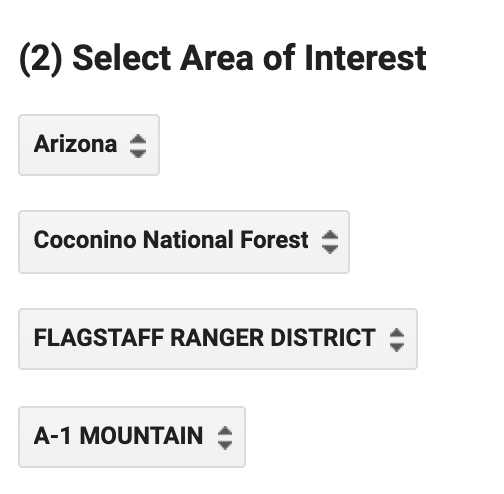 (2) Select Area of Interest
Arizona
Coconino National Forest
FLAGSTAFF RANGER DISTRICT
A-1 MOUNTAIN